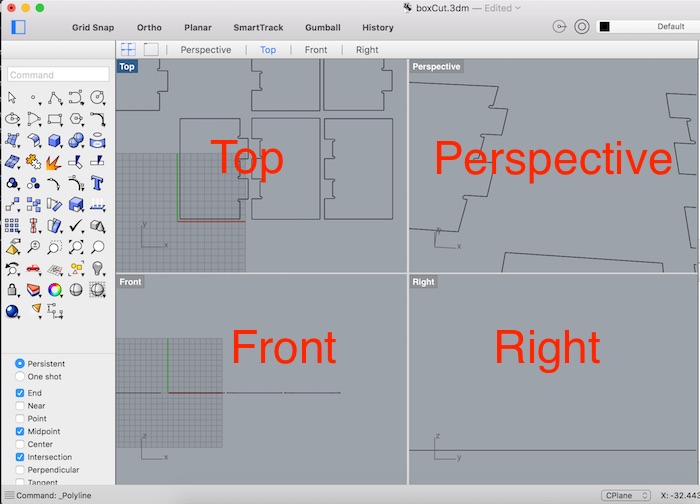 boxCut.3dm — Edited
Grid Snap Ortho Planar SmartTrack Gumball History Default
Perspective Top Front Right
Command
Top
Perspective
Top
Perspective
Front
Right
Front
Right
y
x
y
x
z
x
z
y
Persistent
One shot
End
Near
Point
Midpoint
Center
Intersection
Perpendicular
Tangent
Command: _Polyline CPlane X: -32.443